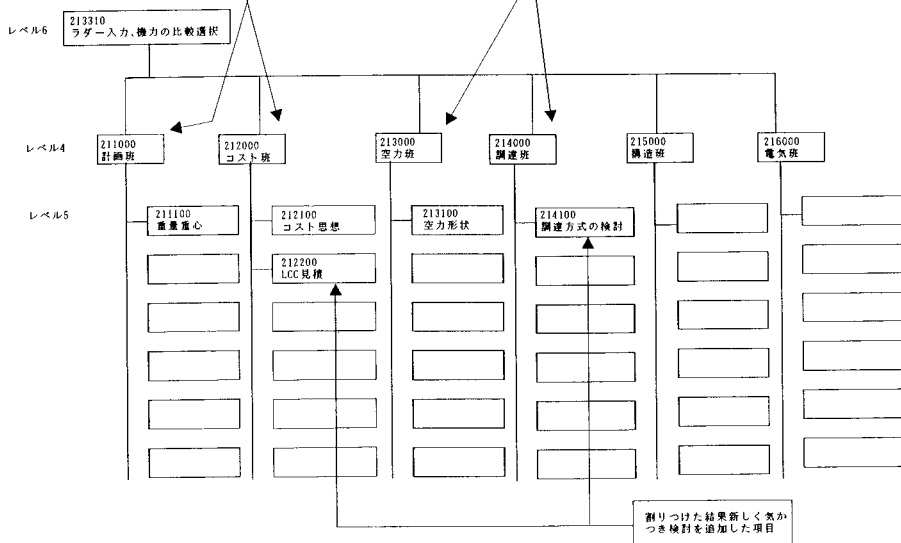 レベル6
213310
ラダー入力、機力の比較選択
レベル4
211000
計画班
212000
コスト班
213000
空力班
214000
調達班
215000
構造班
216000
電気班
レベル5
211100
重量重心
212100
コスト思想
213100
空力形状
214100
調達方式の検討
212200
LCC見積
割りつけた結果新しく気か
つき検討を追加した項目